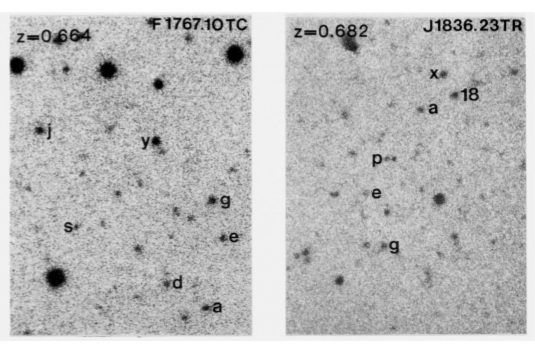 F1767.10TC
z=0.664
j
y
g
s
e
d
a
J1836.23TR
z=0.682
x
18
a
p
e
g